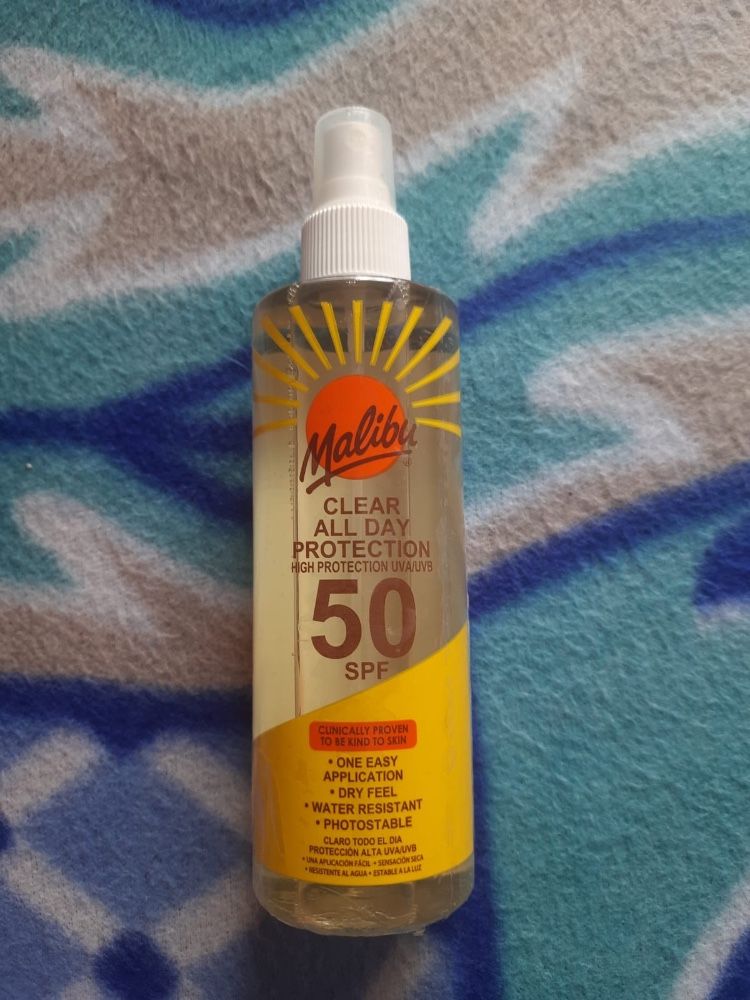 Malibu
CLEAR
ALL DAY
PROTECTION
HIGH PROTECTION UVA/UVB
50
SPF
CLINICALLY PROVEN
TO BE KIND TO SKIN
• ONE EASY
APPLICATION
• DRY FEEL
• WATER RESISTANT
• PHOTOSTABLE
CLARO TODO EL DIA
PROTECCIÓN ALTA UVA/UVB
• UNA APLICACIÓN FÁCIL • SENSACIÓN SECA
• RESISTENTE AL AGUA • ESTABLE A LA LUZ